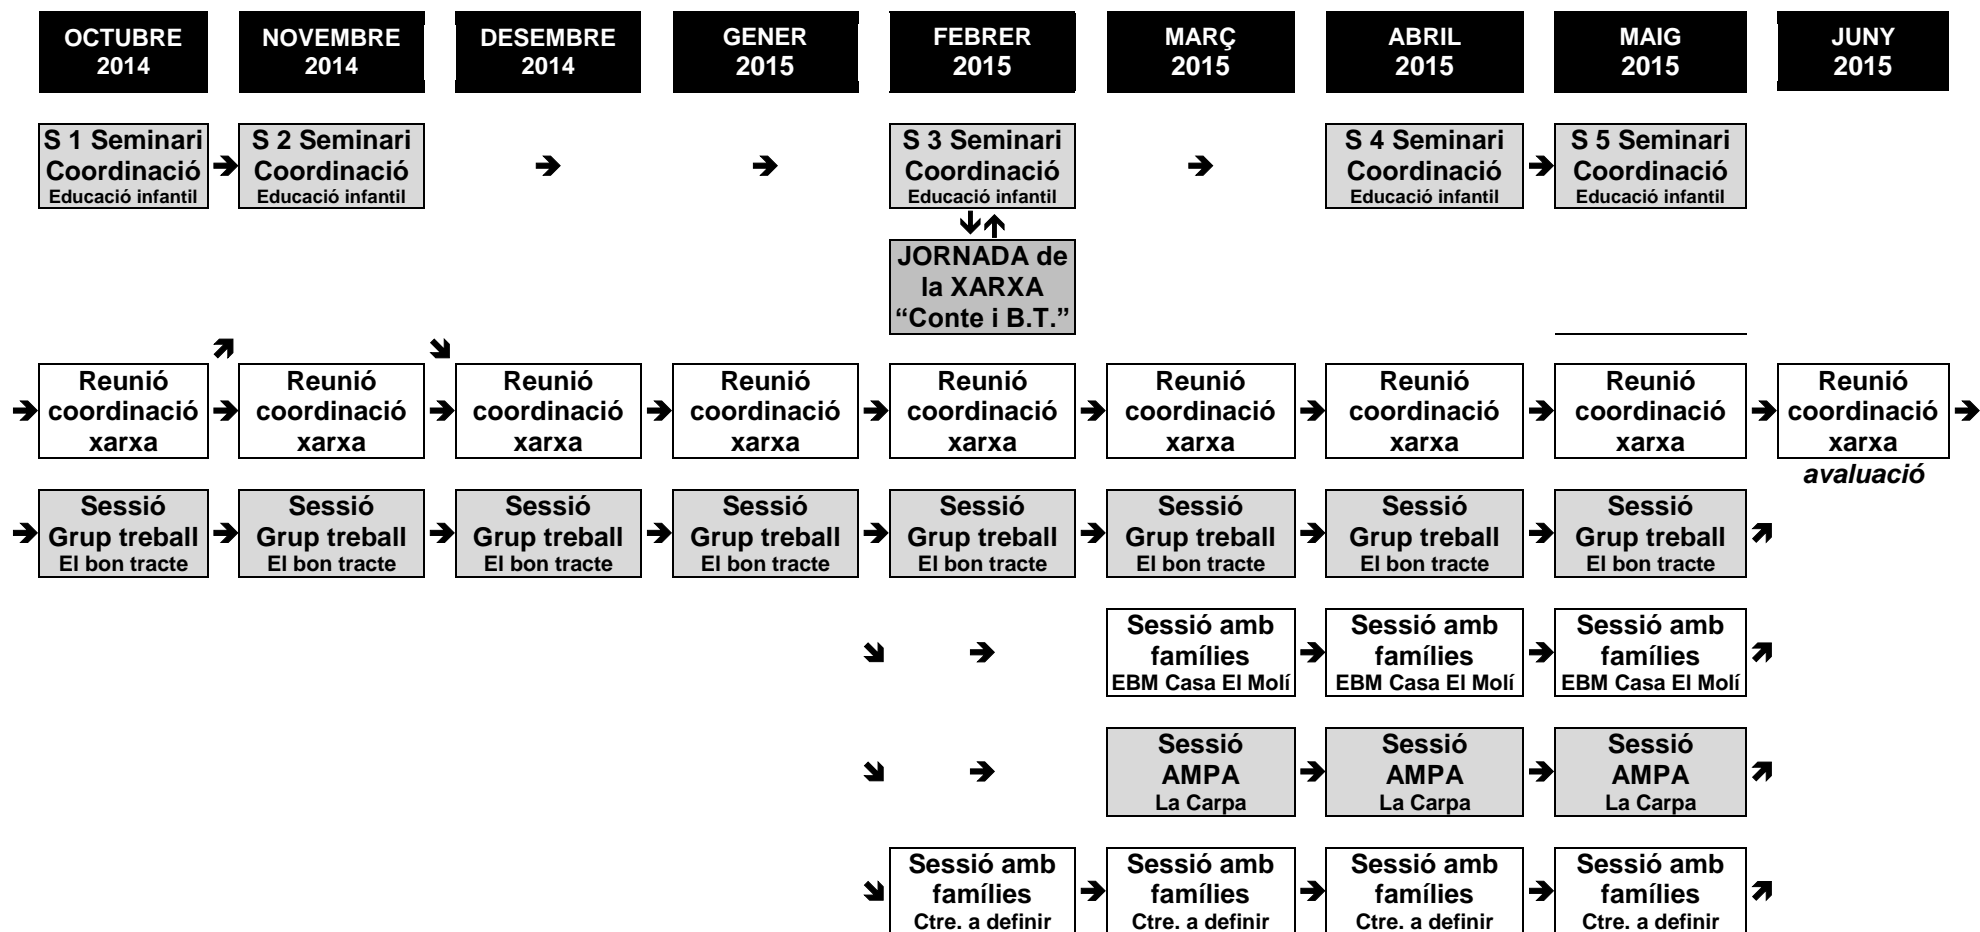 OCTUBRE
2014
NOVEMBRE
2014
DESEMBRE
2014
GENER
2015
FEBRER
2015
MARÇ
2015
ABRIL
2015
MAIG
2015
JUNY
2015
S 1 Seminari
Coordinació
Educació infantil
S 2 Seminari
Coordinació
Educació infantil
S 3 Seminari
Coordinació
Educació infantil
S 4 Seminari
Coordinació
Educació infantil
S 5 Seminari
Coordinació
Educació infantil
JORNADA de
la XARXA
“Conte i B.T.”
Reunió
coordinació
xarxa
Reunió
coordinació
xarxa
Reunió
coordinació
xarxa
Reunió
coordinació
xarxa
Reunió
coordinació
xarxa
Reunió
coordinació
xarxa
Reunió
coordinació
xarxa
Reunió
coordinació
xarxa
Reunió
coordinació
xarxa
avaluació
Sessió
Grup treball
El bon tracte
Sessió
Grup treball
El bon tracte
Sessió
Grup treball
El bon tracte
Sessió
Grup treball
El bon tracte
Sessió
Grup treball
El bon tracte
Sessió
Grup treball
El bon tracte
Sessió
Grup treball
El bon tracte
Sessió
Grup treball
El bon tracte
Sessió amb
famílies
EBM Casa El Molí
Sessió amb
famílies
EBM Casa El Molí
Sessió amb
famílies
EBM Casa El Molí
Sessió
AMPA
La Carpa
Sessió
AMPA
La Carpa
Sessió
AMPA
La Carpa
Sessió amb
famílies
Ctre. a definir
Sessió amb
famílies
Ctre. a definir
Sessió amb
famílies
Ctre. a definir
Sessió amb
famílies
Ctre. a definir